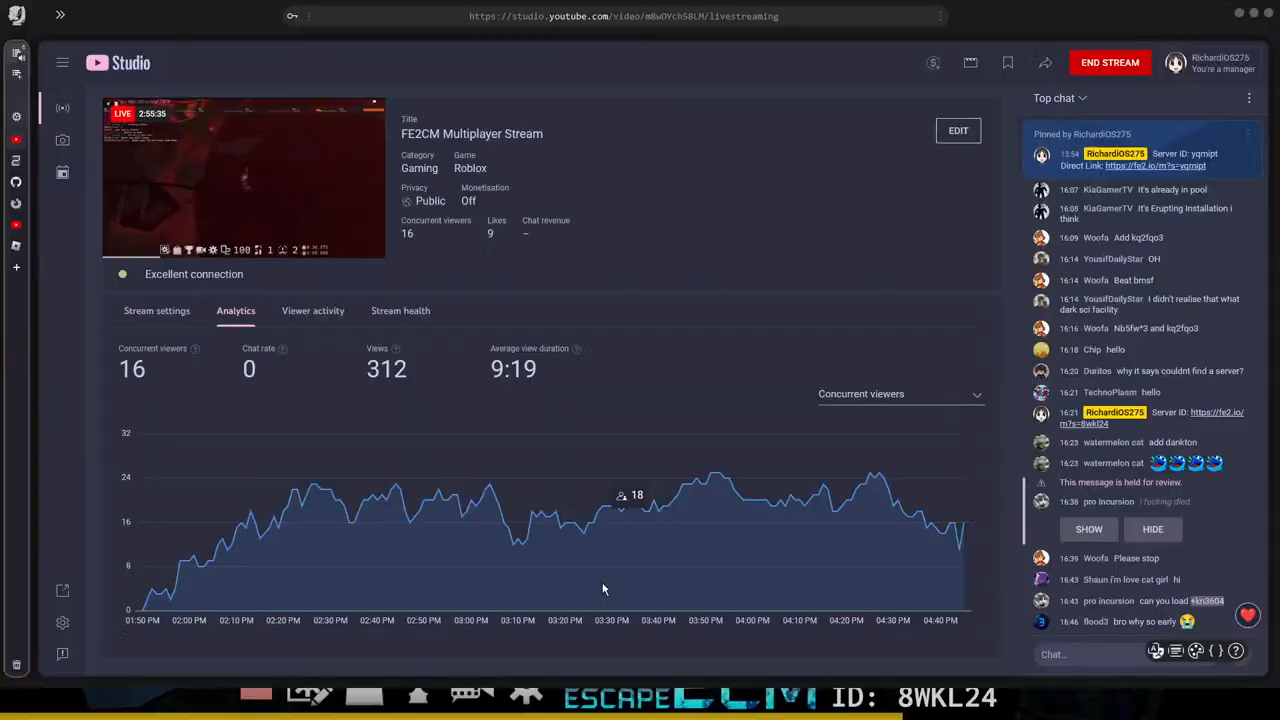 https://studio.youtube.com/video/m8wDYch58LM/livestreaming
Studio
END STREAM
RichardiOS275
You're a manager
LIVE 2:55:35
100 1 2
Title
FE2CM Multiplayer Stream
EDIT
Category Game
Gaming Roblox
Privacy Monetisation
Public Off
Concurrent viewers Likes Chat revenue
16 9 –
Excellent connection
Stream settings Analytics Viewer activity Stream health
Concurrent viewers Chat rate Views Average view duration
16 0 312 9:19
Concurrent viewers
32
24
18
16
8
0
01:50 PM 02:00 PM 02:10 PM 02:20 PM 02:30 PM 02:40 PM 02:50 PM 03:00 PM 03:10 PM 03:20 PM 03:30 PM 03:40 PM 03:50 PM 04:00 PM 04:10 PM 04:20 PM 04:30 PM 04:40 PM
Top chat
Pinned by RichardiOS275
13:54 RichardiOS275 Server ID: yqmipt
Direct Link: https://fe2.io/m?s=yqmipt
16:07 KiaGamerTV It's already in pool
16:08 KiaGamerTV It's Erupting Installation i
think
16:09 Woofa Add kq2fqo3
16:14 YousifDailyStar OH
16:14 Woofa Beat bmsf
16:14 YousifDailyStar I didn't realise that what
dark sci facility
16:16 Woofa Nb5fw*3 and kq2fqo3
16:18 Chip hello
16:20 Duritos why it says couldnt find a server?
16:21 TechnoPlasm hello
16:21 RichardiOS275 Server ID: https://fe2.io/
m?s=8wkl24
16:23 watermelon cat add dankton
16:23 watermelon cat
This message is held for review.
16:38 pro incursion I fucking died
SHOW HIDE
16:39 Woofa Please stop
16:43 Shaun i'm love cat girl hi
16:43 pro incursion can you load +kn3604
16:46 flood3 bro why so early
Chat...
ESCAPE ID: 8WKL24